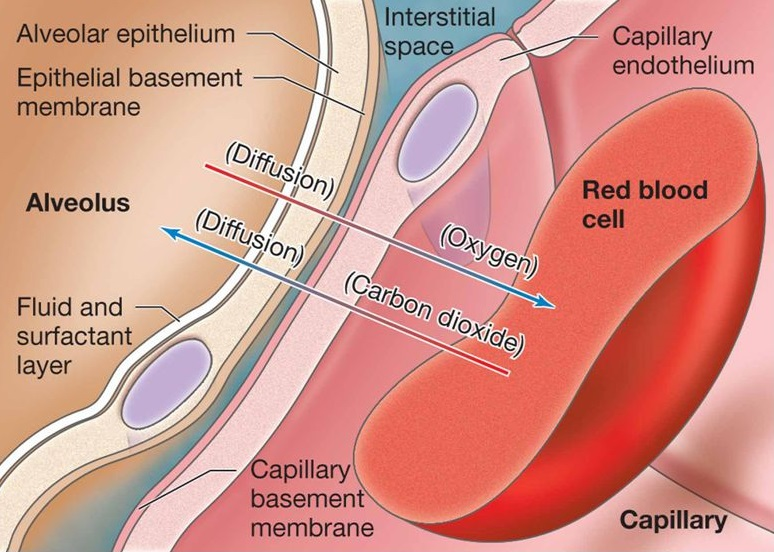 Alveolar epithelium
Epithelial basement
membrane
Interstitial
space
Capillary
endothelium
(Diffusion)
Alveolus
(Diffusion)
(Oxygen)
(Carbon dioxide)
Red blood
cell
Fluid and
surfactant
layer
Capillary
basement
membrane
Capillary